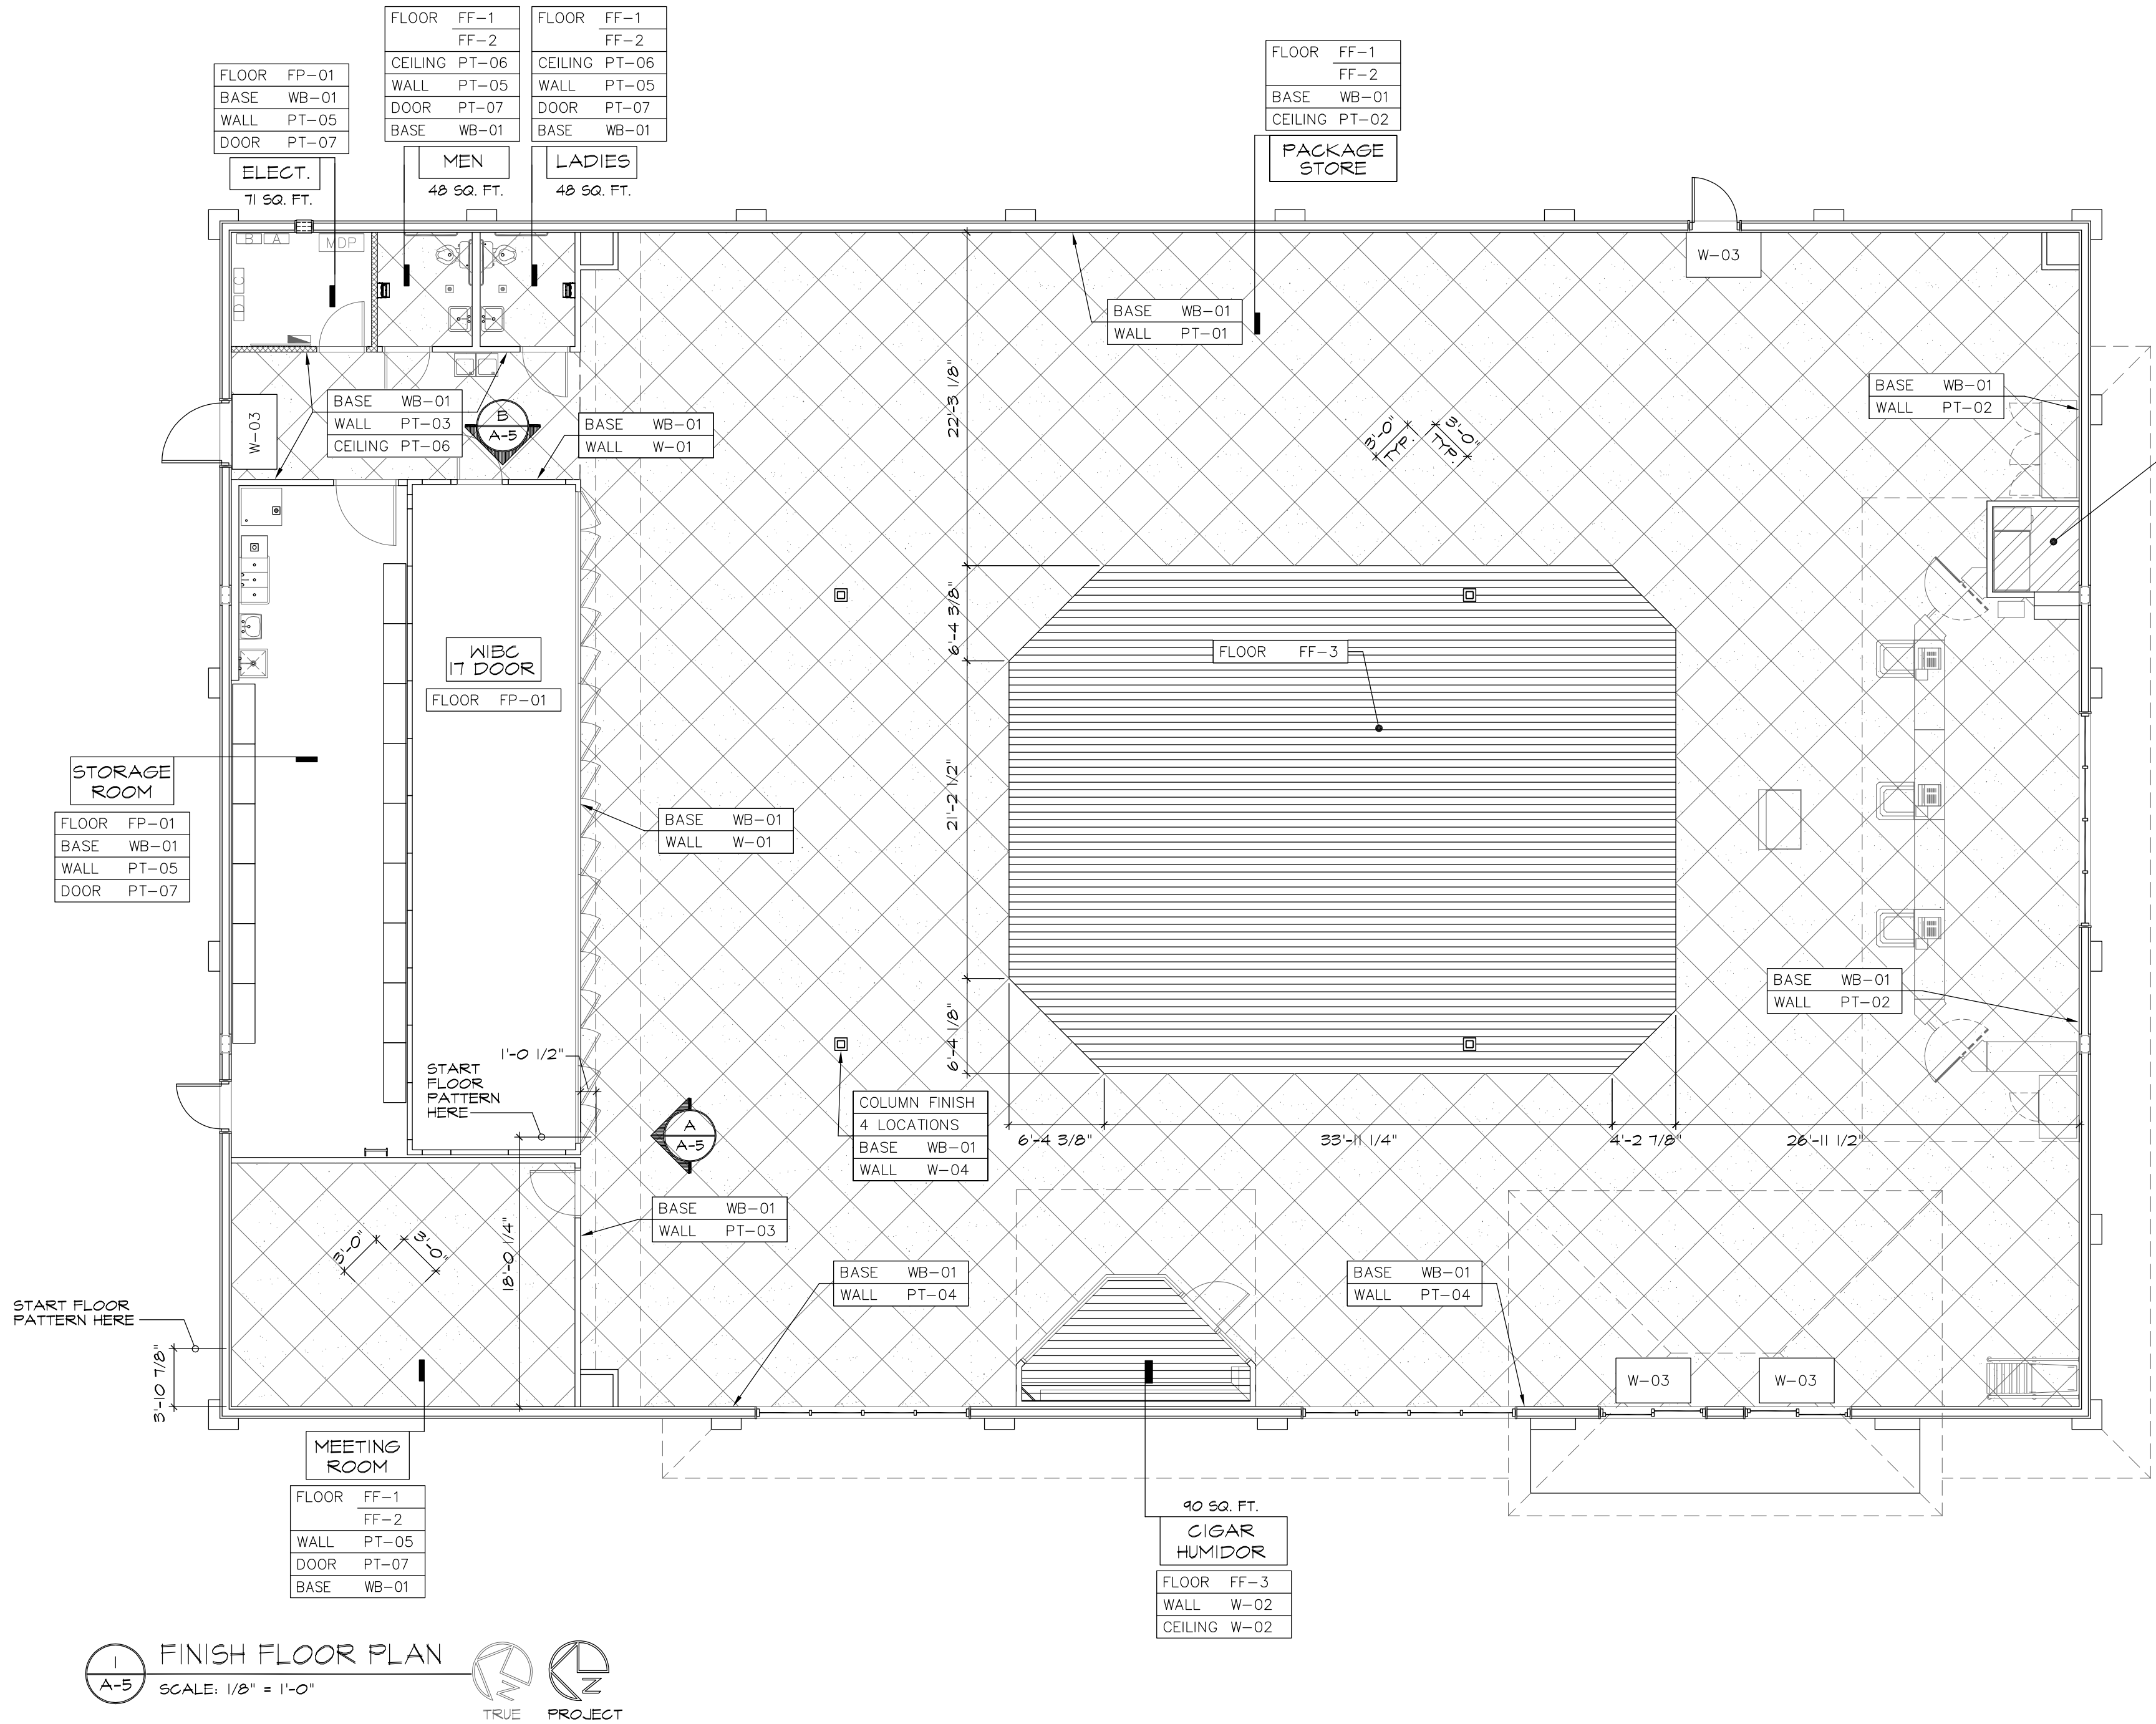 FLOOR FF-1
FF-2
CEILING PT-06
WALL PT-05
DOOR PT-07
BASE WB-01
MEN
48 SQ. FT.
FLOOR FF-1
FF-2
CEILING PT-06
WALL PT-05
DOOR PT-07
BASE WB-01
LADIES
48 SQ. FT.
FLOOR FP-01
BASE WB-01
WALL PT-05
DOOR PT-07
ELECT.
71 SQ. FT.
FLOOR FF-1
FF-2
BASE WB-01
CEILING PT-02
PACKAGE
STORE
B A
MDP
C
D
W-03
BASE WB-01
WALL PT-01
22'-3 1/8"
3'-0"
TYP.
3'-0"
TYP.
BASE WB-01
WALL PT-02
W-03
BASE WB-01
WALL PT-03
CEILING PT-06
B
A-5
BASE WB-01
WALL W-01
6'-4 3/8"
WIBC
17 DOOR
FLOOR FP-01
FLOOR FF-3
STORAGE
ROOM
FLOOR FP-01
BASE WB-01
WALL PT-05
DOOR PT-07
21'-2 1/2"
BASE WB-01
WALL W-01
BASE WB-01
WALL PT-02
6'-4 1/8"
1'-0 1/2"
START
FLOOR
PATTERN
HERE
COLUMN FINISH
4 LOCATIONS
BASE WB-01
WALL W-04
A
A-5
6'-4 3/8"
33'-11 1/4"
4'-2 7/8"
26'-11 1/2"
BASE WB-01
WALL PT-03
18'-0 1/4"
3'-0"
3'-0"
BASE WB-01
WALL PT-04
BASE WB-01
WALL PT-04
START FLOOR
PATTERN HERE
3'-10 7/8"
W-03
W-03
MEETING
ROOM
FLOOR FF-1
FF-2
WALL PT-05
DOOR PT-07
BASE WB-01
90 SQ. FT.
CIGAR
HUMIDOR
FLOOR FF-3
WALL W-02
CEILING W-02
1
A-5
FINISH FLOOR PLAN
SCALE: 1/8" = 1'-0"
N
TRUE
N
PROJECT